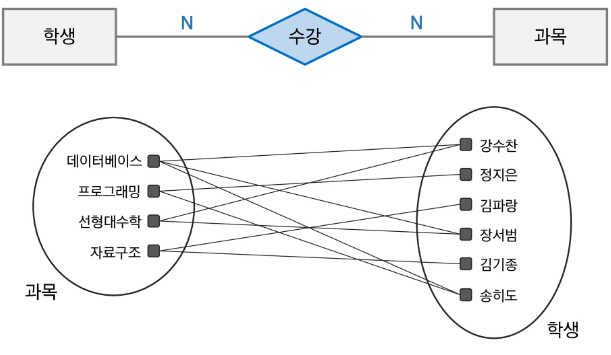 학생 N 수강 N 과목
데이터베이스
프로그래밍
선형대수학
자료구조
과목
강수찬
정지은
김파랑
장서범
김기종
송히도
학생